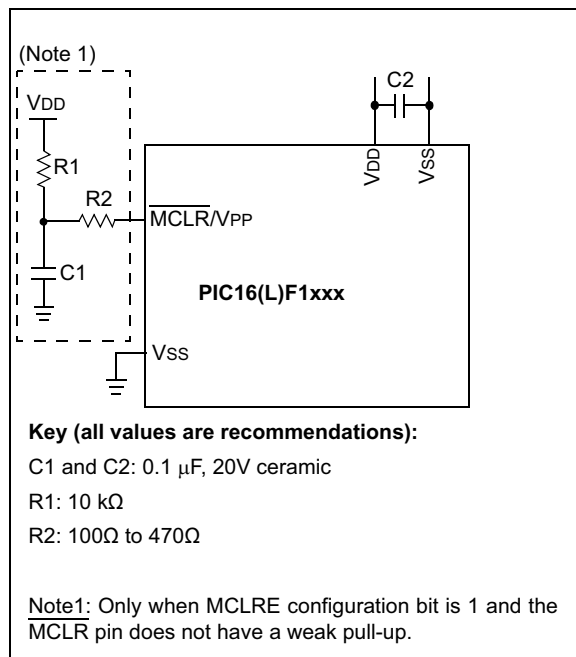 (Note 1)
VDD
R1
R2
C1
C2
VDD
VSS
MCLR/VPP
PIC16(L)F1xxx
VSS
Key (all values are recommendations):
C1 and C2: 0.1 μF, 20V ceramic
R1: 10 kΩ
R2: 100Ω to 470Ω
Note1: Only when MCLRE configuration bit is 1 and the
MCLR pin does not have a weak pull-up.